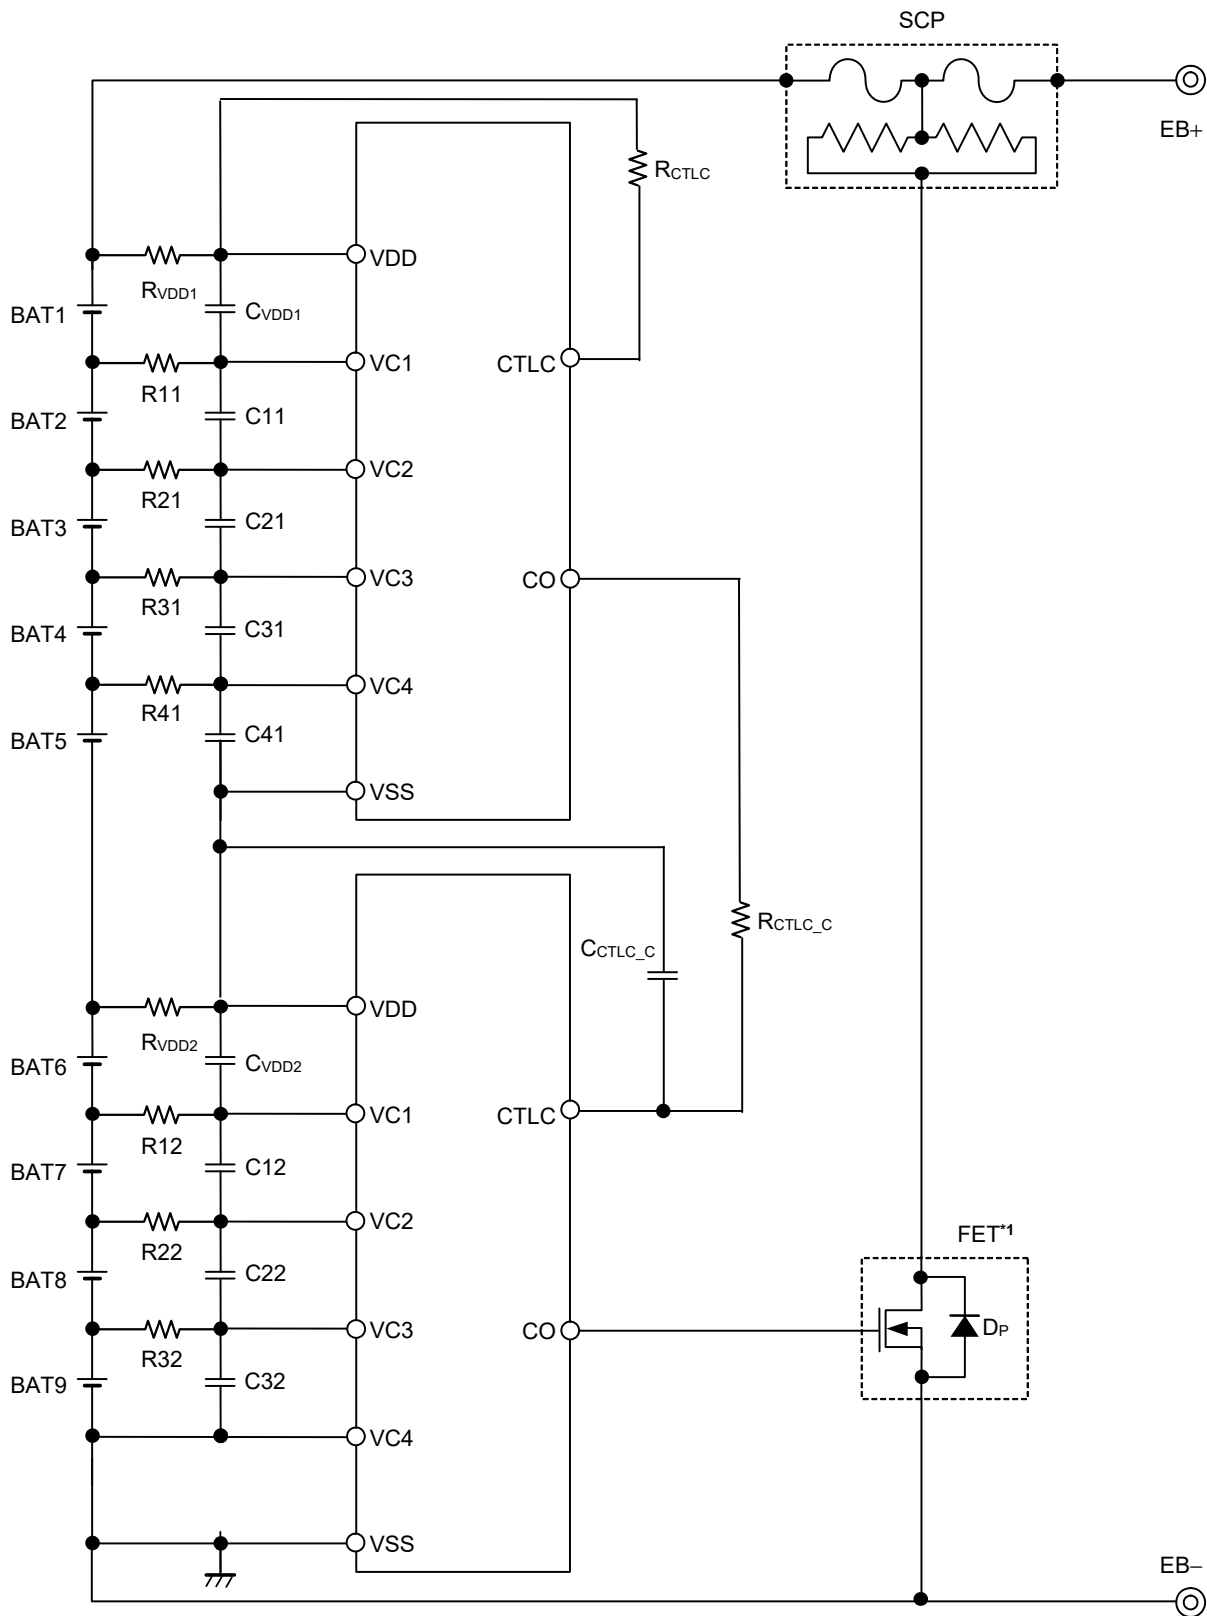 SCP
EB+
RCTLC
VDD
RVDD1
CVDD1
BAT1
VC1
CTLC
R11
C11
BAT2
VC2
R21
C21
BAT3
VC3
CO
R31
C31
BAT4
VC4
R41
C41
BAT5
VSS
RCTLC_C
CCTLC_C
VDD
RVDD2
CVDD2
BAT6
VC1
CTLC
R12
C12
BAT7
VC2
R22
C22
BAT8
FET*1
VC3
CO
DP
R32
C32
BAT9
VC4
VSS
EB−